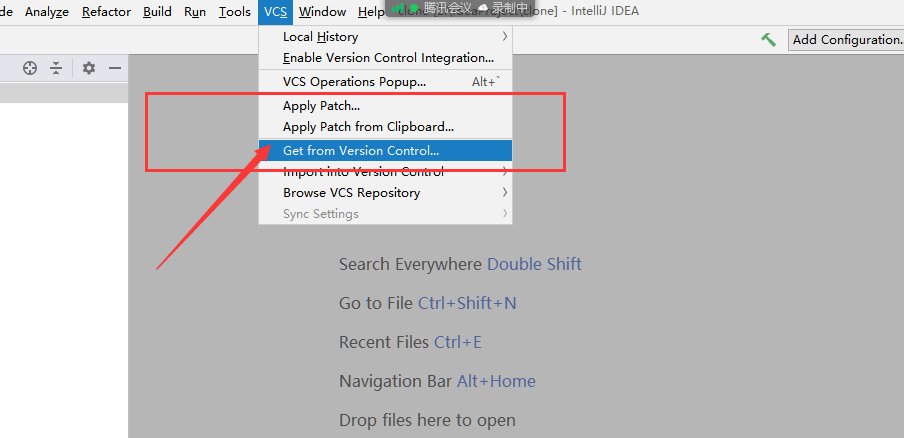 de Analyze Refactor Build Run Tools VCS Window Help 腾讯会议 录制中 - IntelliJ IDEA
Add Configuration..
Local History
Enable Version Control Integration...
VCS Operations Popup... Alt+`
Apply Patch...
Apply Patch from Clipboard...
Get from Version Control...
Import into Version Control
Browse VCS Repository
Sync Settings
Search Everywhere Double Shift
Go to File Ctrl+Shift+N
Recent Files Ctrl+E
Navigation Bar Alt+Home
Drop files here to open